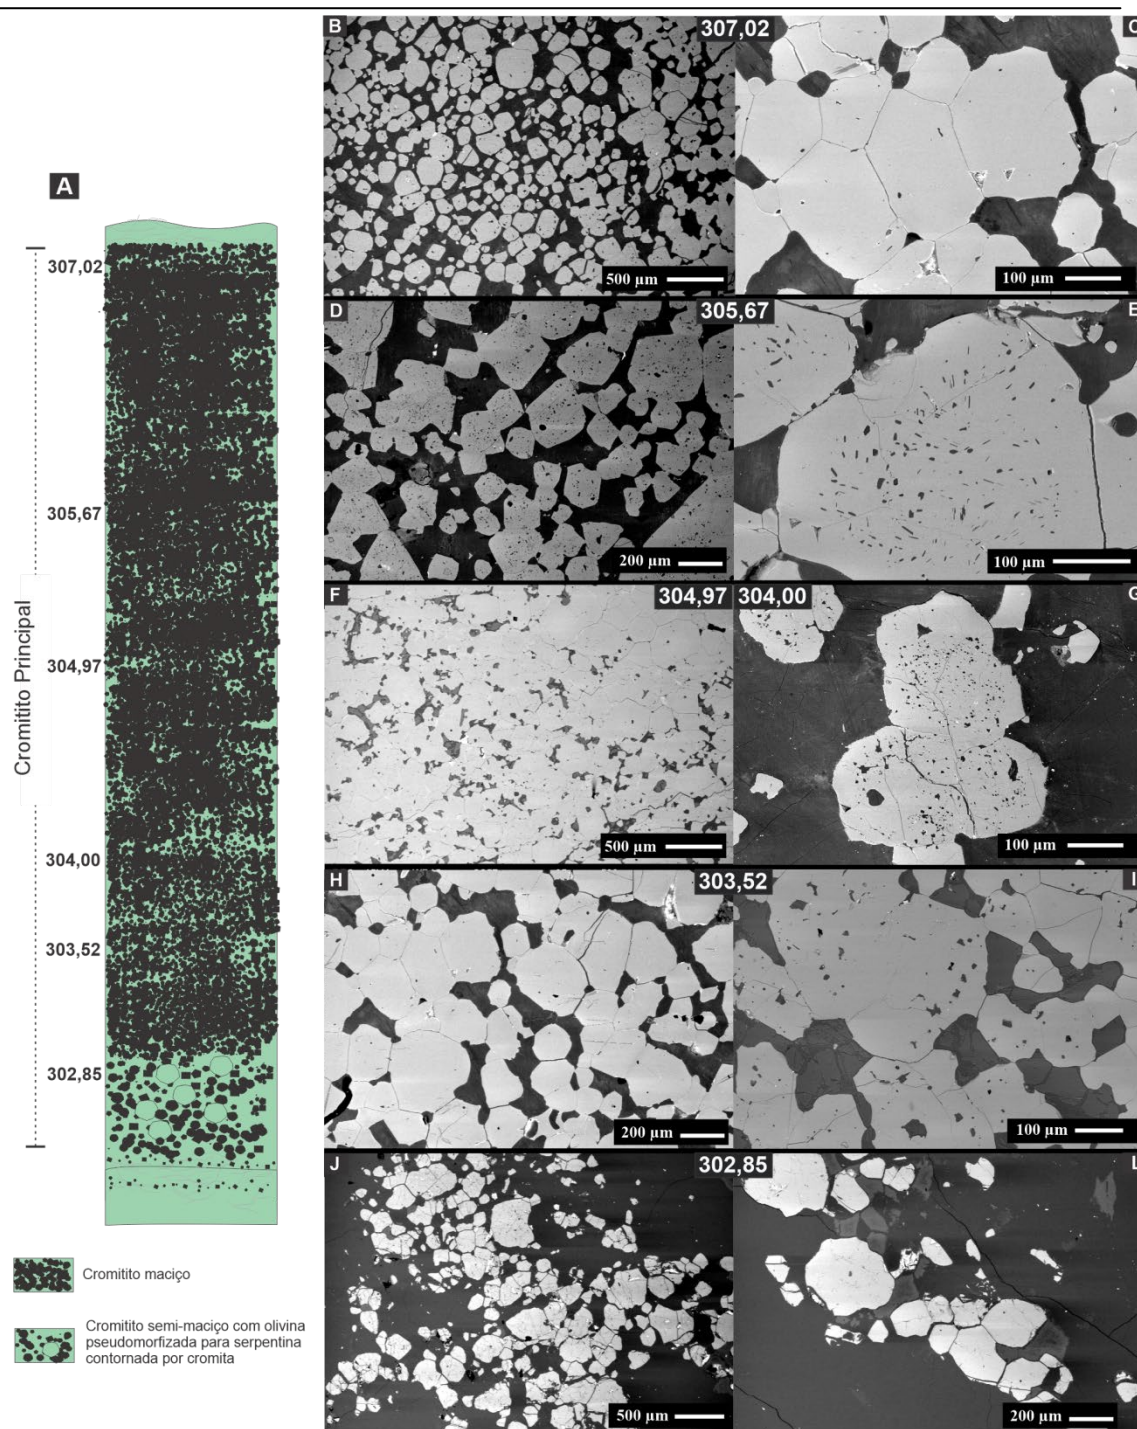 A
307,02
305,67
Cromitito Principal
304,97
304,00
303,52
302,85
Cromitito maciço
Cromitito semi-maciço com olivina
pseudomorfizada para serpentina
contornada por cromita
B
307,02
C
500 µm
100 µm
D
305,67
E
200 µm
100 µm
F
304,97
304,00
G
500 µm
100 µm
H
303,52
I
200 µm
100 µm
J
302,85
L
500 µm
200 µm